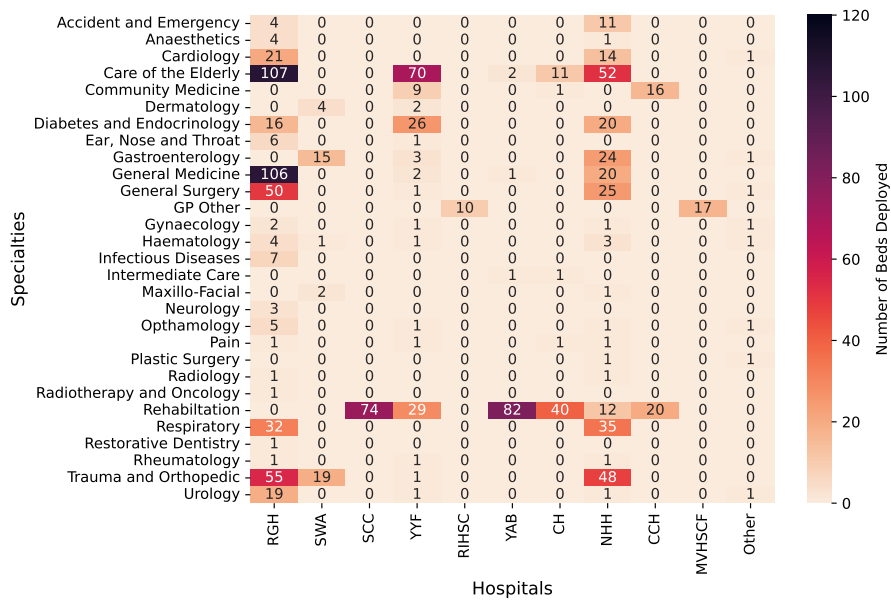 Accident and Emergency 4 0 0 0 0 0 0 11 0 0 0
Anaesthetics 4 0 0 0 0 0 0 1 0 0 0
Cardiology 21 0 0 0 0 0 0 14 0 0 1
Care of the Elderly 107 0 0 70 0 2 11 52 0 0 0
Community Medicine 0 0 0 9 0 0 1 0 16 0 0
Dermatology 0 4 0 2 0 0 0 0 0 0 0
Diabetes and Endocrinology 16 0 0 26 0 0 0 20 0 0 0
Ear, Nose and Throat 6 0 0 1 0 0 0 0 0 0 0
Gastroenterology 0 15 0 3 0 1 0 24 0 0 1
General Medicine 106 0 0 2 0 1 0 20 0 0 0
General Surgery 50 0 0 1 0 0 0 25 0 0 1
GP Other 0 0 0 0 10 0 0 0 0 17 0
Gynaecology 2 0 0 1 0 0 0 1 0 0 1
Haematology 4 1 0 1 0 0 0 3 0 0 1
Infectious Diseases 7 0 0 0 0 0 0 0 0 0 0
Intermediate Care 0 0 0 0 0 1 1 0 0 0 0
Maxillo-Facial 0 2 0 0 0 0 0 1 0 0 0
Neurology 3 0 0 0 0 0 0 0 0 0 0
Opthamology 5 0 0 1 0 0 0 1 0 0 1
Pain 1 0 0 1 0 0 1 1 0 0 0
Plastic Surgery 0 0 0 0 0 0 0 1 0 0 1
Radiology 1 0 0 0 0 0 0 1 0 0 0
Radiotherapy and Oncology 1 0 0 0 0 0 0 0 0 0 0
Rehabiltation 0 0 74 29 0 82 40 12 20 0 0
Respiratory 32 0 0 0 0 0 0 35 0 0 0
Restorative Dentistry 1 0 0 0 0 0 0 0 0 0 0
Rheumatology 1 0 0 1 0 0 0 1 0 0 0
Trauma and Orthopedic 55 19 0 1 0 0 0 48 0 0 0
Urology 19 0 0 1 0 0 0 1 0 0 1
RGH SWA SCC YYF RIHSC YAB CH NHH CCH MVHSCF Other
Hospitals
Specialties
120
100
80
60
40
20
0
Number of Beds Deployed